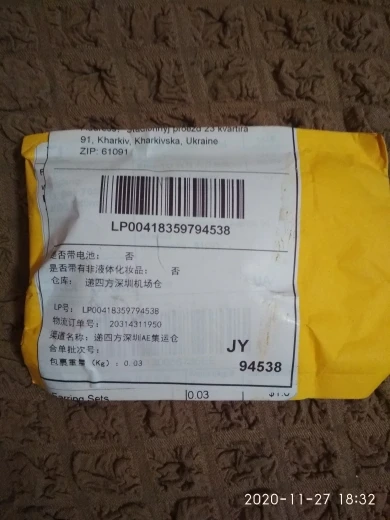 proezd 23 kvartira
91, Kharkiv, Kharkivska, Ukraine
ZIP: 61091
LP00418359794538
是否带电池： 否
是否带有非液体化妆品： 否
仓库： 递四方深圳机场仓
LP号： LP00418359794538
物流订单号： 20314311950
渠道名称：递四方深圳AE集运仓
合单批次号：
包裹重量（Kg）：0.03
JY
94538
Earring Sets 0.03
2020-11-27 18:32